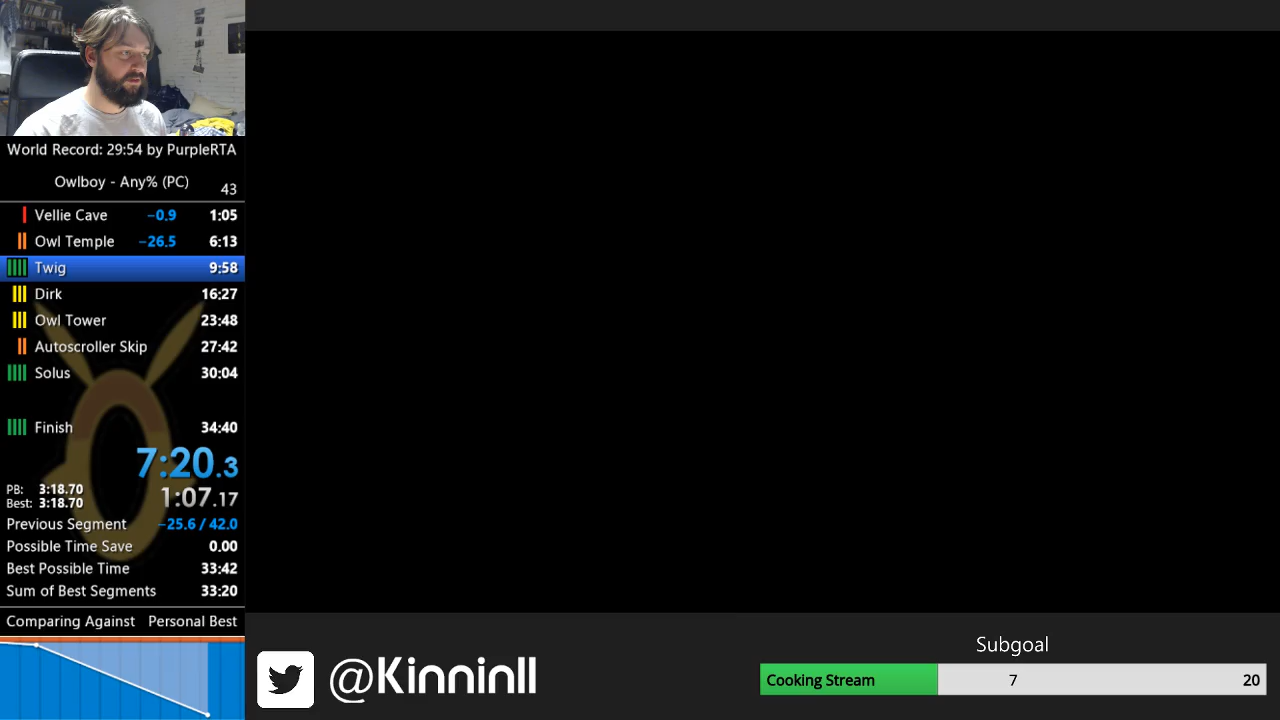 World Record: 29:54 by PurpleRTA
Owlboy - Any% (PC)
43
Vellie Cave −0.9 1:05
Owl Temple −26.5 6:13
Twig 9:58
Dirk 16:27
Owl Tower 23:48
Autoscroller Skip 27:42
Solus 30:04
Finish 34:40
7:20.3
PB: 3:18.70
Best: 3:18.70
1:07.17
Previous Segment −25.6 / 42.0
Possible Time Save 0.00
Best Possible Time 33:42
Sum of Best Segments 33:20
Comparing Against Personal Best
@Kinninll
Subgoal
Cooking Stream 7 20